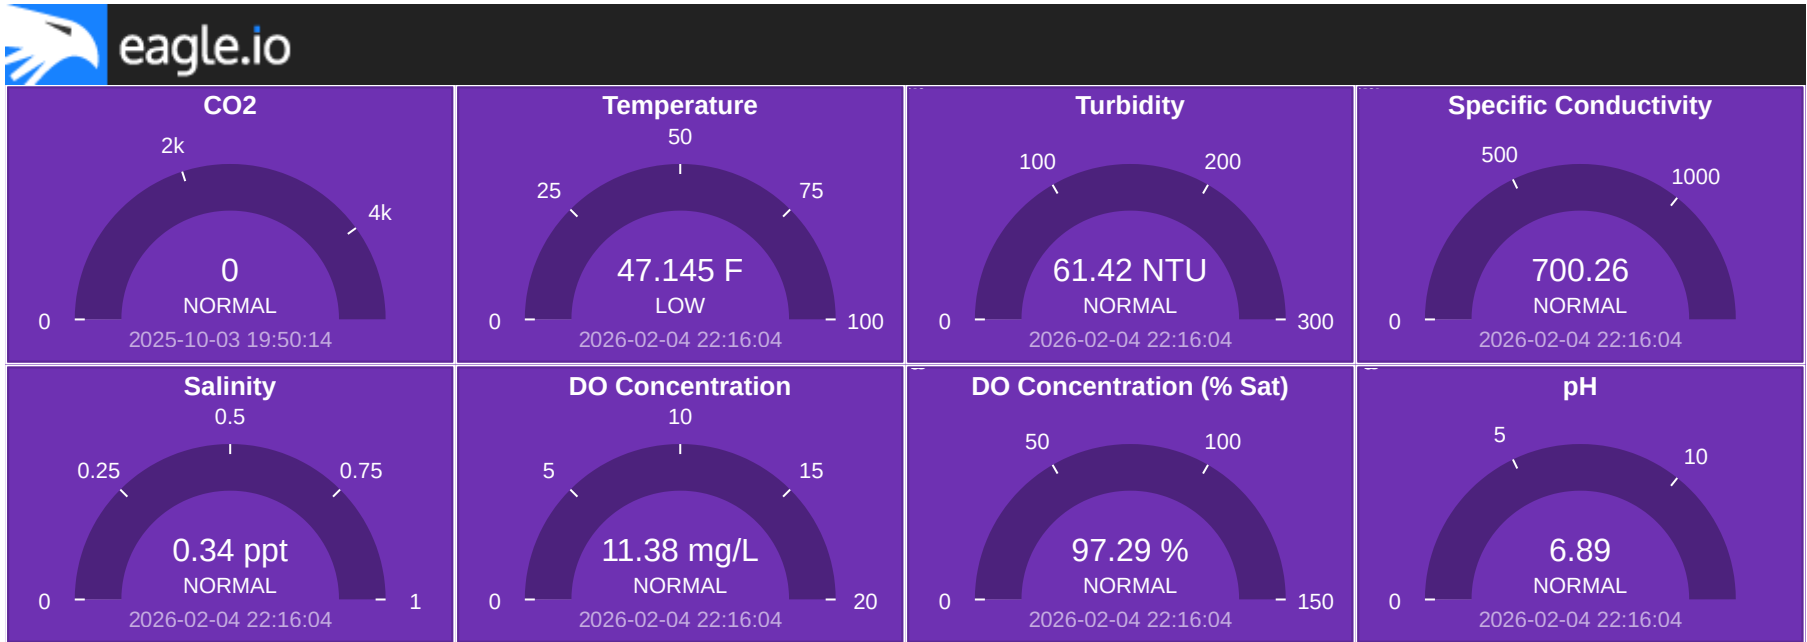 eagle.io
CO2
2k
4k
0
0
NORMAL
2025-10-03 19:50:14
Temperature
50
25
75
47.145 F
LOW
0
100
2026-02-04 22:16:04
Turbidity
100
200
61.42 NTU
NORMAL
0
300
2026-02-04 22:16:04
Specific Conductivity
500
1000
700.26
NORMAL
0
2026-02-04 22:16:04
Salinity
0.5
0.25
0.75
0.34 ppt
NORMAL
0
1
2026-02-04 22:16:04
DO Concentration
10
5
15
11.38 mg/L
NORMAL
0
20
2026-02-04 22:16:04
DO Concentration (% Sat)
50
100
97.29 %
NORMAL
0
150
2026-02-04 22:16:04
pH
5
10
6.89
NORMAL
0
2026-02-04 22:16:04